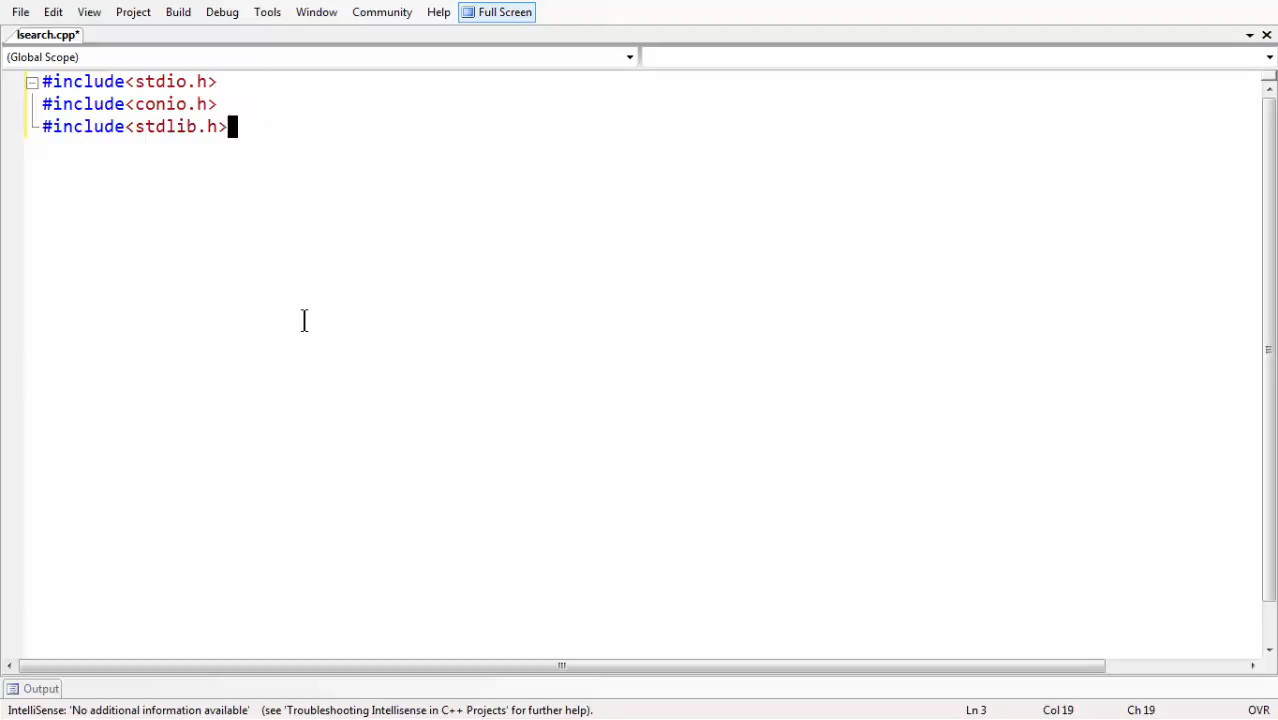 File Edit View Project Build Debug Tools Window Community Help Full Screen
lsearch.cpp*
(Global Scope)
#include<stdio.h>
#include<conio.h>
#include<stdlib.h>
Output
IntelliSense: 'No additional information available' (see 'Troubleshooting Intellisense in C++ Projects' for further help). Ln 3 Col 19 Ch 19 OVR